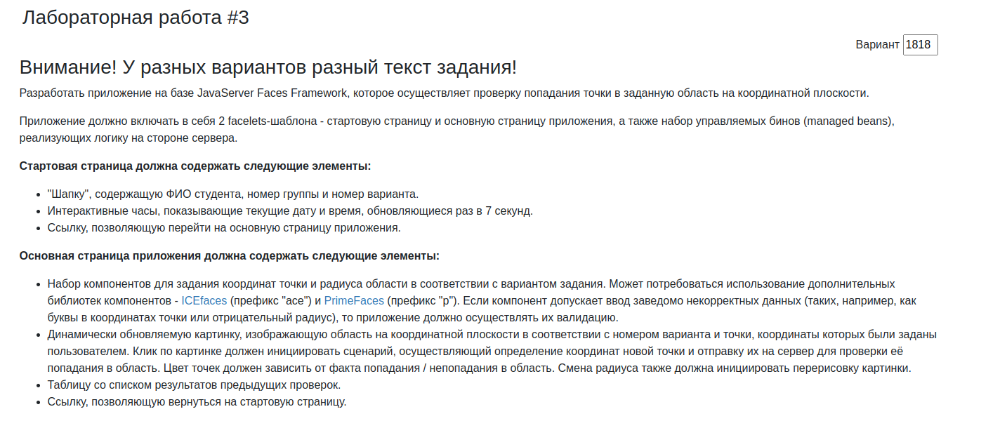 Лабораторная работа #3
Вариант 1818
Внимание! У разных вариантов разный текст задания!
Разработать приложение на базе JavaServer Faces Framework, которое осуществляет проверку попадания точки в заданную область на координатной плоскости.
Приложение должно включать в себя 2 facelets-шаблона - стартовую страницу и основную страницу приложения, а также набор управляемых бинов (managed beans),
реализующих логику на стороне сервера.
Стартовая страница должна содержать следующие элементы:
• "Шапку", содержащую ФИО студента, номер группы и номер варианта.
• Интерактивные часы, показывающие текущие дату и время, обновляющиеся раз в 7 секунд.
• Ссылку, позволяющую перейти на основную страницу приложения.
Основная страница приложения должна содержать следующие элементы:
• Набор компонентов для задания координат точки и радиуса области в соответствии с вариантом задания. Может потребоваться использование дополнительных
библиотек компонентов - ICEfaces (префикс "ace") и PrimeFaces (префикс "p"). Если компонент допускает ввод заведомо некорректных данных (таких, например, как
буквы в координатах точки или отрицательный радиус), то приложение должно осуществлять их валидацию.
• Динамически обновляемую картинку, изображающую область на координатной плоскости в соответствии с номером варианта и точки, координаты которых были заданы
пользователем. Клик по картинке должен инициировать сценарий, осуществляющий определение координат новой точки и отправку их на сервер для проверки её
попадания в область. Цвет точек должен зависить от факта попадания / непопадания в область. Смена радиуса также должна инициировать перерисовку картинки.
• Таблицу со списком результатов предыдущих проверок.
• Ссылку, позволяющую вернуться на стартовую страницу.